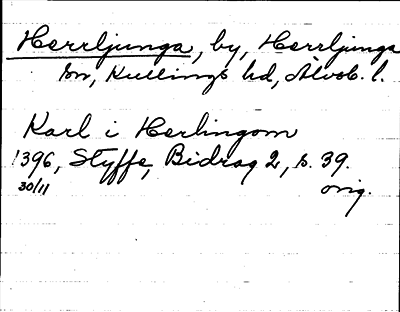 Herrljunga, by, Herrljunga
sn, Kullings hd, Älvsb. l.
Karl i Herlingom
1396, Styffe, Bidrag 2, s. 39.
30/11 orig.